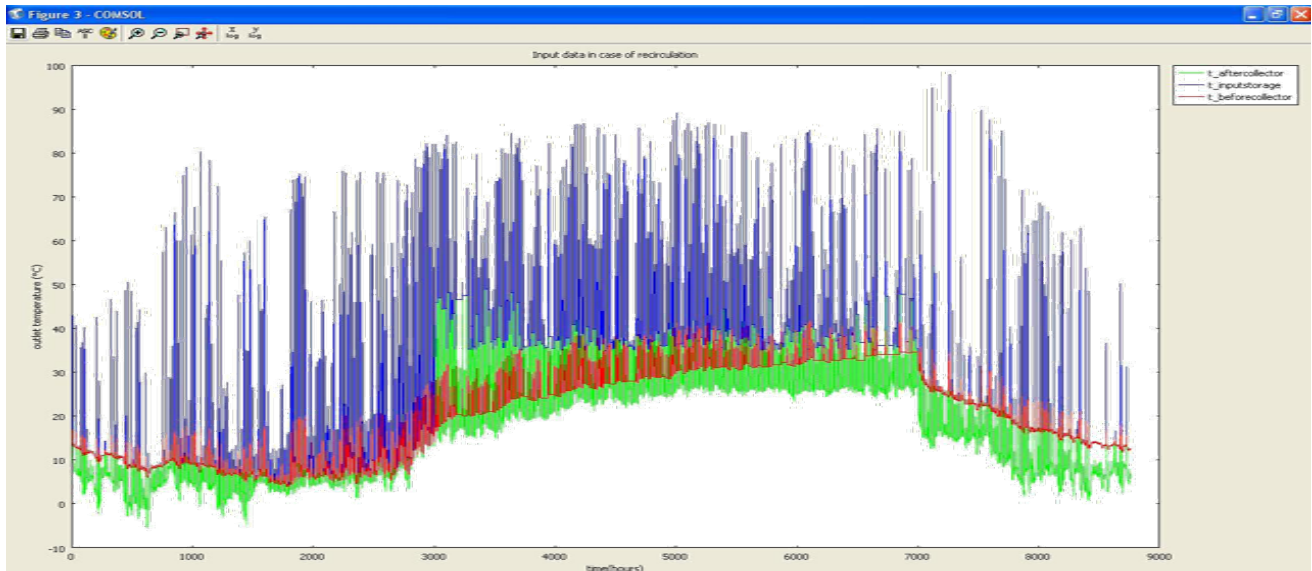 Figure 3 - COMSOL
x log y log
Input data in case of recirculation
t_aftercollector
t_inputstorage
t_beforecollector
outlet temperature (°C)
100
90
80
70
60
50
40
30
20
10
0
-10
0 1000 2000 3000 4000 5000 6000 7000 8000 9000
time(hours)